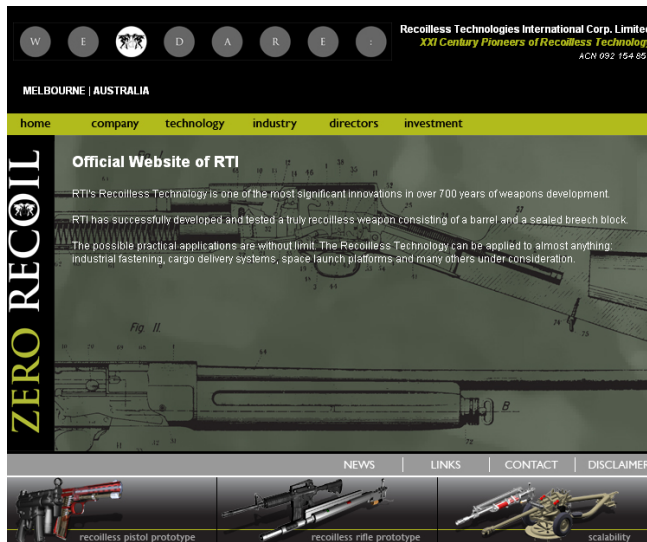 W E D A R E :
Recoilless Technologies International Corp. Limited
XXI Century Pioneers of Recoilless Technology
ACN 092 154 85
MELBOURNE | AUSTRALIA
home company technology industry directors investment
ZERO RECOIL
Official Website of RTI
RTI's Recoilless Technology is one of the most significant innovations in over 700 years of weapons development.
RTI has successfully developed and tested a truly recoilless weapon consisting of a barrel and a sealed breech block.
The possible practical applications are without limit. The Recoilless Technology can be applied to almost anything:
industrial fastening, cargo delivery systems, space launch platforms and many others under consideration.
Fig II.
B
NEWS LINKS CONTACT DISCLAIMER
recoilless pistol prototype
recoilless rifle prototype
scalability